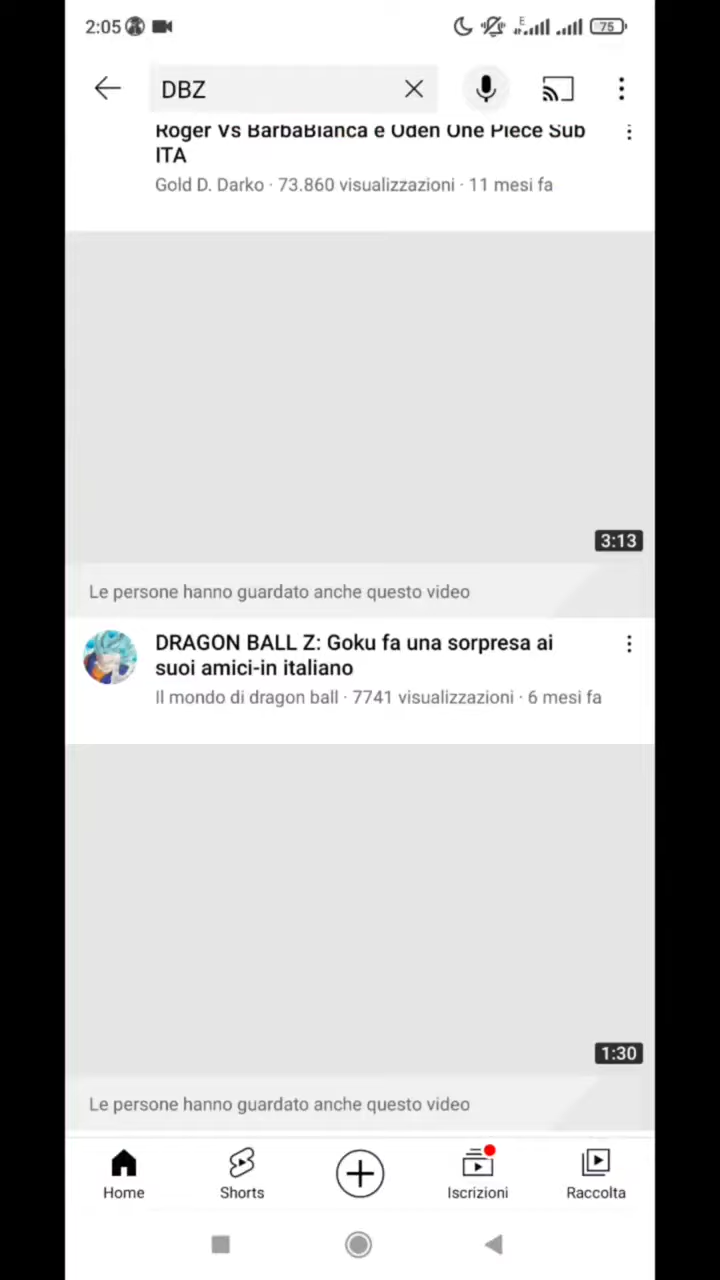 2:05
E
75
DBZ
Roger Vs BarbaBianca e Oden One Piece Sub
ITA
Gold D. Darko · 73.860 visualizzazioni · 11 mesi fa
3:13
Le persone hanno guardato anche questo video
DRAGON BALL Z: Goku fa una sorpresa ai
suoi amici-in italiano
Il mondo di dragon ball · 7741 visualizzazioni · 6 mesi fa
1:30
Le persone hanno guardato anche questo video
Home
Shorts
Iscrizioni
Raccolta